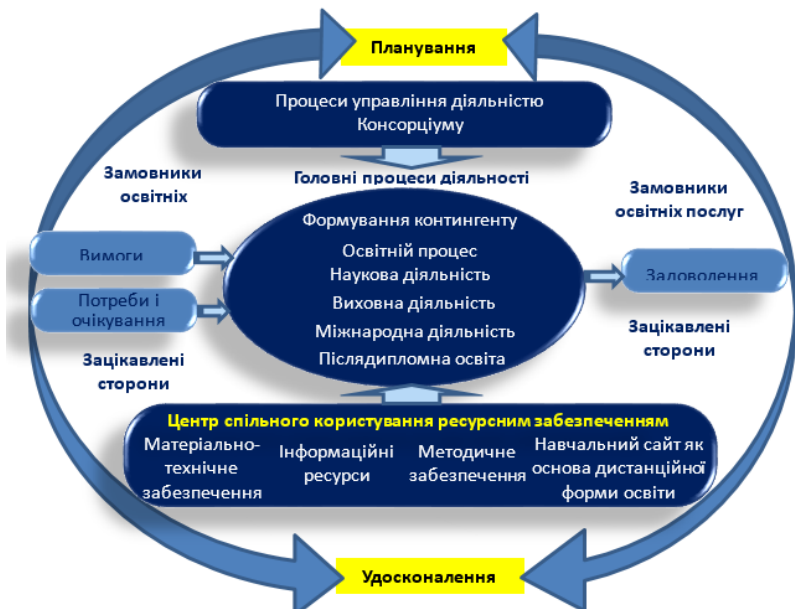 Планування
Процеси управління діяльністю
Консорціуму
Замовники
освітніх
Головні процеси діяльності
Замовники
освітніх послуг
Формування контингенту
Освітній процес
Наукова діяльність
Виховна діяльність
Міжнародна діяльність
Післядипломна освіта
Вимоги
Потреби і
очікування
Задоволення
Зацікавлені
сторони
Зацікавлені
сторони
Центр спільного користування ресурсним забезпеченням
Матеріально-
технічне
забезпечення
Інформаційні
ресурси
Методичне
забезпечення
Навчальний сайт як
основа дистанційної
форми освіти
Удосконалення